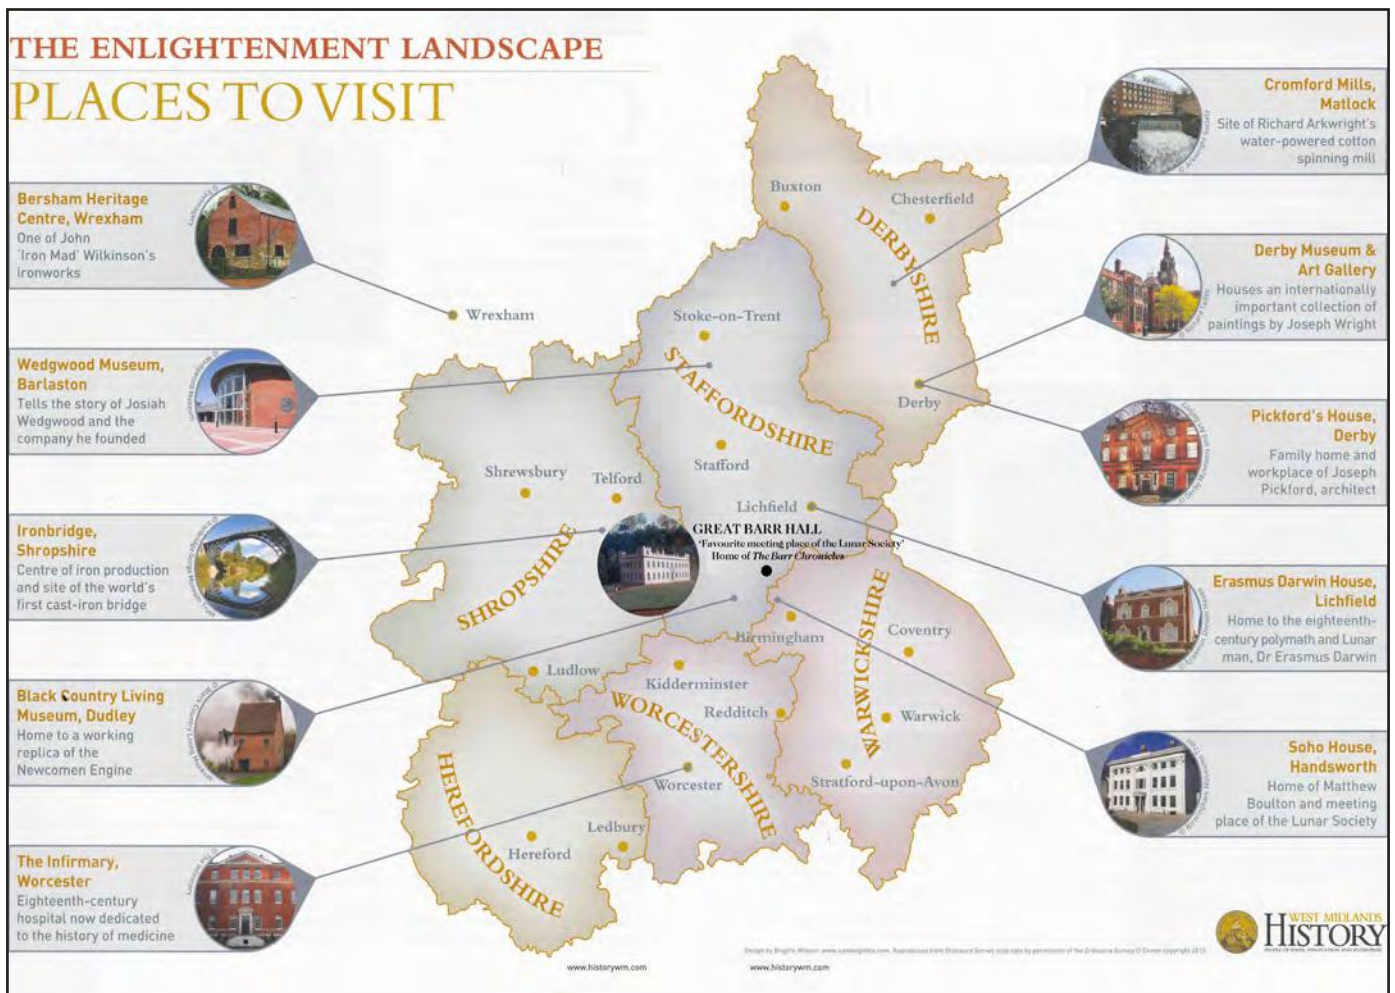 THE ENLIGHTENMENT LANDSCAPE
PLACES TO VISIT
Bersham Heritage
Centre, Wrexham
One of John
'Iron Mad' Wilkinson's
ironworks
Wedgwood Museum,
Barlaston
Tells the story of Josiah
Wedgwood and the
company he founded
Ironbridge,
Shropshire
Centre of iron production
and site of the world's
first cast-iron bridge
Black Country Living
Museum, Dudley
Home to a working
replica of the
Newcomen Engine
The Infirmary,
Worcester
Eighteenth-century
hospital now dedicated
to the history of medicine
Buxton
Chesterfield
DERBYSHIRE
Wrexham
Stoke-on-Trent
STAFFORDSHIRE
Derby
Stafford
Shrewsbury
Telford
Lichfield
GREAT BARR HALL
'Favourite meeting place of the Lunar Society'
Home of The Barr Chronicles
SHROPSHIRE
WARWICKSHIRE
Birmingham
Coventry
Ludlow
Kidderminster
WORCESTERSHIRE
Redditch
Warwick
HEREFORDSHIRE
Worcester
Stratford-upon-Avon
Ledbury
Hereford
Cromford Mills,
Matlock
Site of Richard Arkwright's
water-powered cotton
spinning mill
Derby Museum &
Art Gallery
Houses an internationally
important collection of
paintings by Joseph Wright
Pickford's House,
Derby
Family home and
workplace of Joseph
Pickford, architect
Erasmus Darwin House,
Lichfield
Home to the eighteenth-
century polymath and Lunar
man, Dr Erasmus Darwin
Soho House,
Handsworth
Home of Matthew
Boulton and meeting
place of the Lunar Society
WEST MIDLANDS
HISTORY
www.historywm.com
www.historywm.com